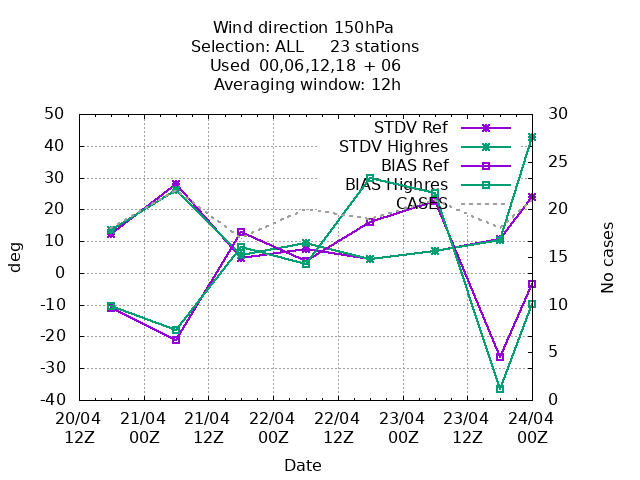 Wind direction 150hPa
Selection: ALL 23 stations
Used 00,06,12,18 + 06
Averaging window: 12h
50
40
30
20
10
0
-10
-20
-30
-40
deg
30
25
20
15
10
5
0
No cases
STDV Ref
STDV Highres
BIAS Ref
BIAS Highres
CASES
20/04 21/04 21/04 22/04 22/04 23/04 23/04 24/04
12Z 00Z 12Z 00Z 12Z 00Z 12Z 00Z
Date